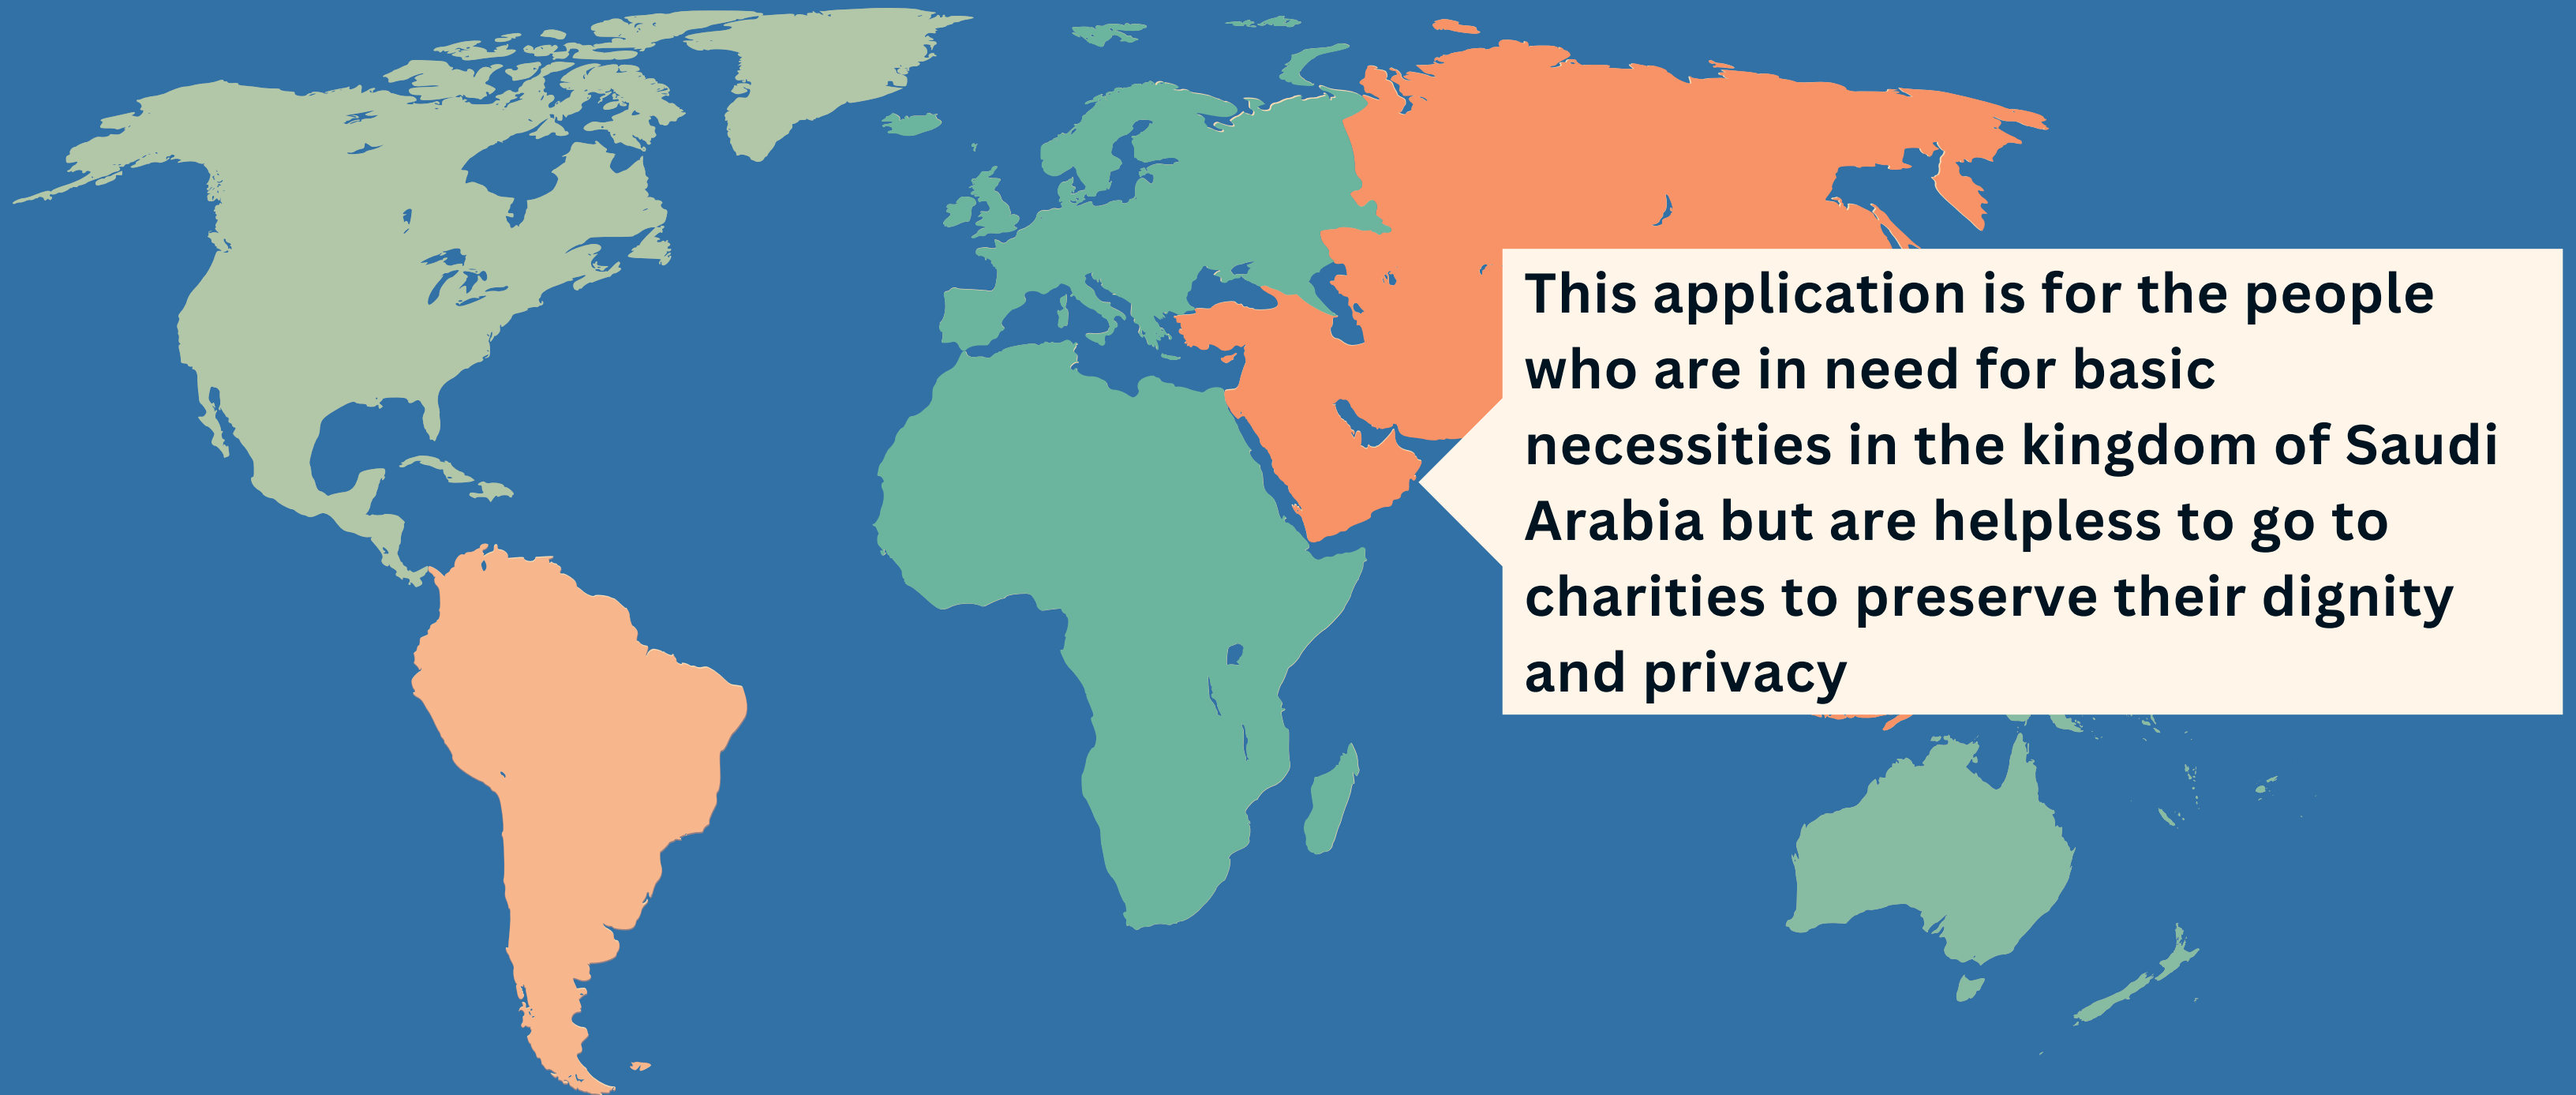 This application is for the people
who are in need for basic
necessities in the kingdom of Saudi
Arabia but are helpless to go to
charities to preserve their dignity
and privacy